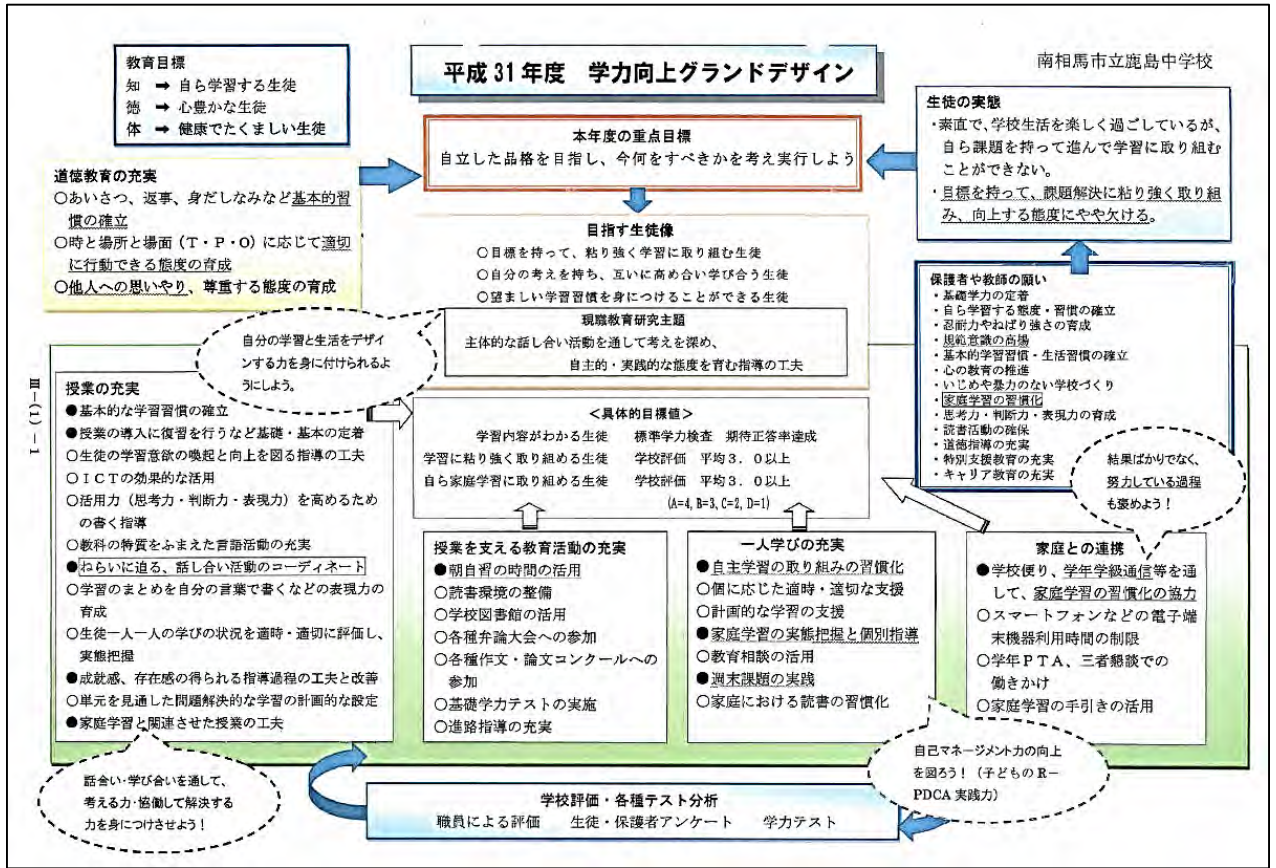 平成31年度　学力向上グランドデザイン
南相馬市立鹿島中学校
教育目標
知 ➡ 自ら学習する生徒
徳 ➡ 心豊かな生徒
体 ➡ 健康でたくましい生徒
本年度の重点目標
自立した品格を目指し、今何をすべきかを考え実行しよう
生徒の実態
・素直で、学校生活を楽しく過ごしているが、
自ら課題を持って進んで学習に取り組む
ことができない。
・目標を持って、課題解決に粘り強く取り組
み、向上する態度にやや欠ける。
道徳教育の充実
○あいさつ、返事、身だしなみなど基本的習
慣の確立
○時と場所と場面（T・P・O）に応じて適切
に行動できる態度の育成
○他人への思いやり、尊重する態度の育成
目指す生徒像
○目標を持って、粘り強く学習に取り組む生徒
○自分の考えを持ち、互いに高め合い学び合う生徒
○望ましい学習習慣を身につけることができる生徒
現職教育研究主題
主体的な話し合い活動を通して考えを深め、
自主的・実践的な態度を育む指導の工夫
保護者や教師の願い
・基礎学力の定着
・自ら学習する態度・習慣の確立
・忍耐力やねばり強さの育成
・規範意識の高揚
・基本的学習習慣・生活習慣の確立
・心の教育の推進
・いじめや暴力のない学校づくり
・家庭学習の習慣化
・思考力・判断力・表現力の育成
・読書活動の確保
・道徳指導の充実
・特別支援教育の充実
・キャリア教育の充実
自分の学習と生活をデザイ
ンする力を身に付けられるよ
うにしよう。
Ⅲ－(1)－1
授業の充実
●基本的な学習習慣の確立
●授業の導入に復習を行うなど基礎・基本の定着
○生徒の学習意欲の喚起と向上を図る指導の工夫
○ＩＣＴの効果的な活用
○活用力（思考力・判断力・表現力）を高めるため
の書く指導
○教科の特質をふまえた言語活動の充実
●ねらいに迫る、話し合い活動のコーディネート
○学習のまとめを自分の言葉で書くなどの表現力の
育成
○生徒一人一人の学びの状況を適時・適切に評価し、
実態把握
●成就感、存在感の得られる指導過程の工夫と改善
○単元を見通した問題解決的な学習の計画的な設定
●家庭学習と関連させた授業の工夫
＜具体的目標値＞
学習内容がわかる生徒　標準学力検査　期待正答率達成
学習に粘り強く取り組める生徒　学校評価　平均３．０以上
自ら家庭学習に取り組める生徒　学校評価　平均３．０以上
(A=4, B=3, C=2, D=1)
結果ばかりでなく、
努力している過程
も褒めよう！
授業を支える教育活動の充実
●朝自習の時間の活用
○読書環境の整備
○学校図書館の活用
○各種弁論大会への参加
○各種作文・論文コンクールへの
参加
○基礎学力テストの実施
○進路指導の充実
一人学びの充実
●自主学習の取り組みの習慣化
○個に応じた適時・適切な支援
○計画的な学習の支援
●家庭学習の実態把握と個別指導
○教育相談の活用
●週末課題の実践
○家庭における読書の習慣化
家庭との連携
●学校便り、学年学級通信等を通
して、家庭学習の習慣化の協力
○スマートフォンなどの電子端
末機器利用時間の制限
○学年ＰＴＡ、三者懇談での
働きかけ
○家庭学習の手引きの活用
話合い・学び合いを通して、
考える力・協働して解決する
力を身につけさせよう！
自己マネージメント力の向上
を図ろう！（子どものＲ－
ＰＤＣＡ実践力）
学校評価・各種テスト分析
職員による評価　生徒・保護者アンケート　学力テスト